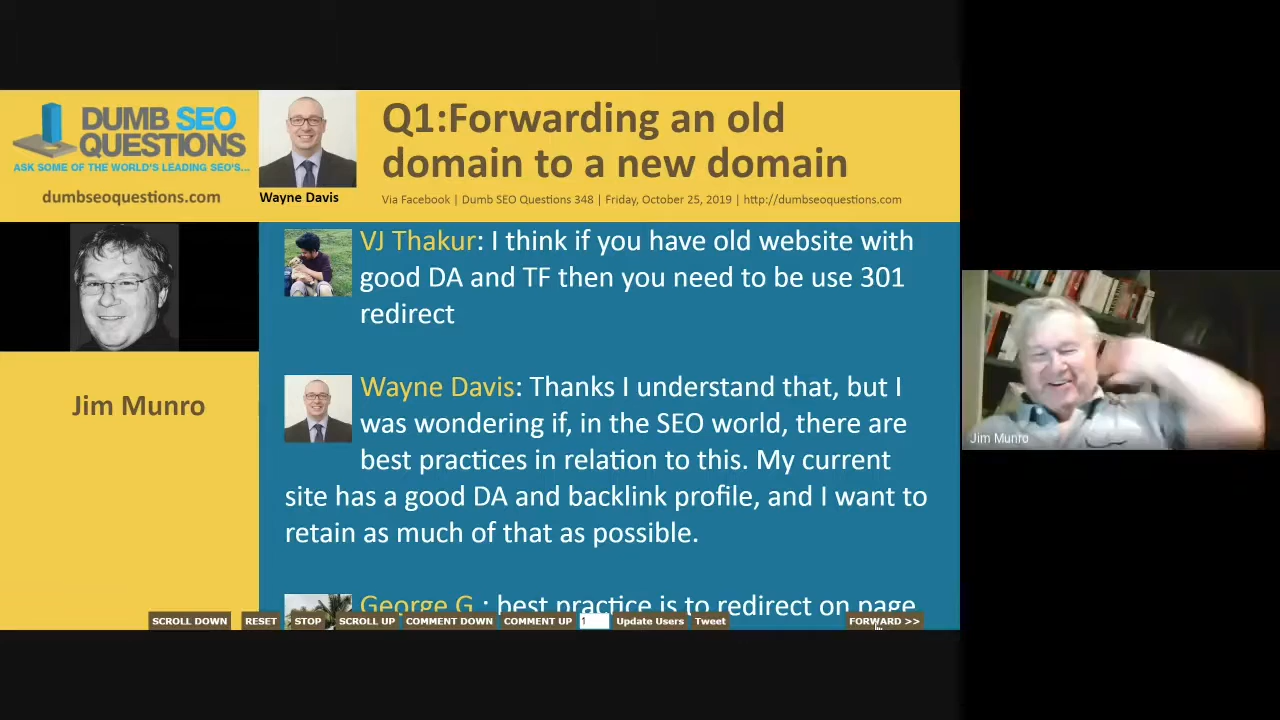 DUMB SEO
QUESTIONS
ASK SOME OF THE WORLD'S LEADING SEO'S...
dumbseoquestions.com
Wayne Davis
Q1:Forwarding an old
domain to a new domain
Via Facebook | Dumb SEO Questions 348 | Friday, October 25, 2019 | http://dumbseoquestions.com
Jim Munro
VJ Thakur: I think if you have old website with
good DA and TF then you need to be use 301
redirect
Wayne Davis: Thanks I understand that, but I
was wondering if, in the SEO world, there are
best practices in relation to this. My current
site has a good DA and backlink profile, and I want to
retain as much of that as possible.
George G : best practice is to redirect on page
SCROLL DOWN RESET STOP SCROLL UP COMMENT DOWN COMMENT UP 1 Update Users Tweet FORWARD >>
Jim Munro